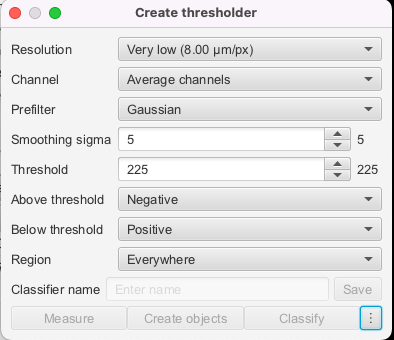 Create thresholder
Resolution Very low (8.00 µm/px)
Channel Average channels
Prefilter Gaussian
Smoothing sigma 5 5
Threshold 225 225
Above threshold Negative
Below threshold Positive
Region Everywhere
Classifier name Enter name Save
Measure Create objects Classify ⋮